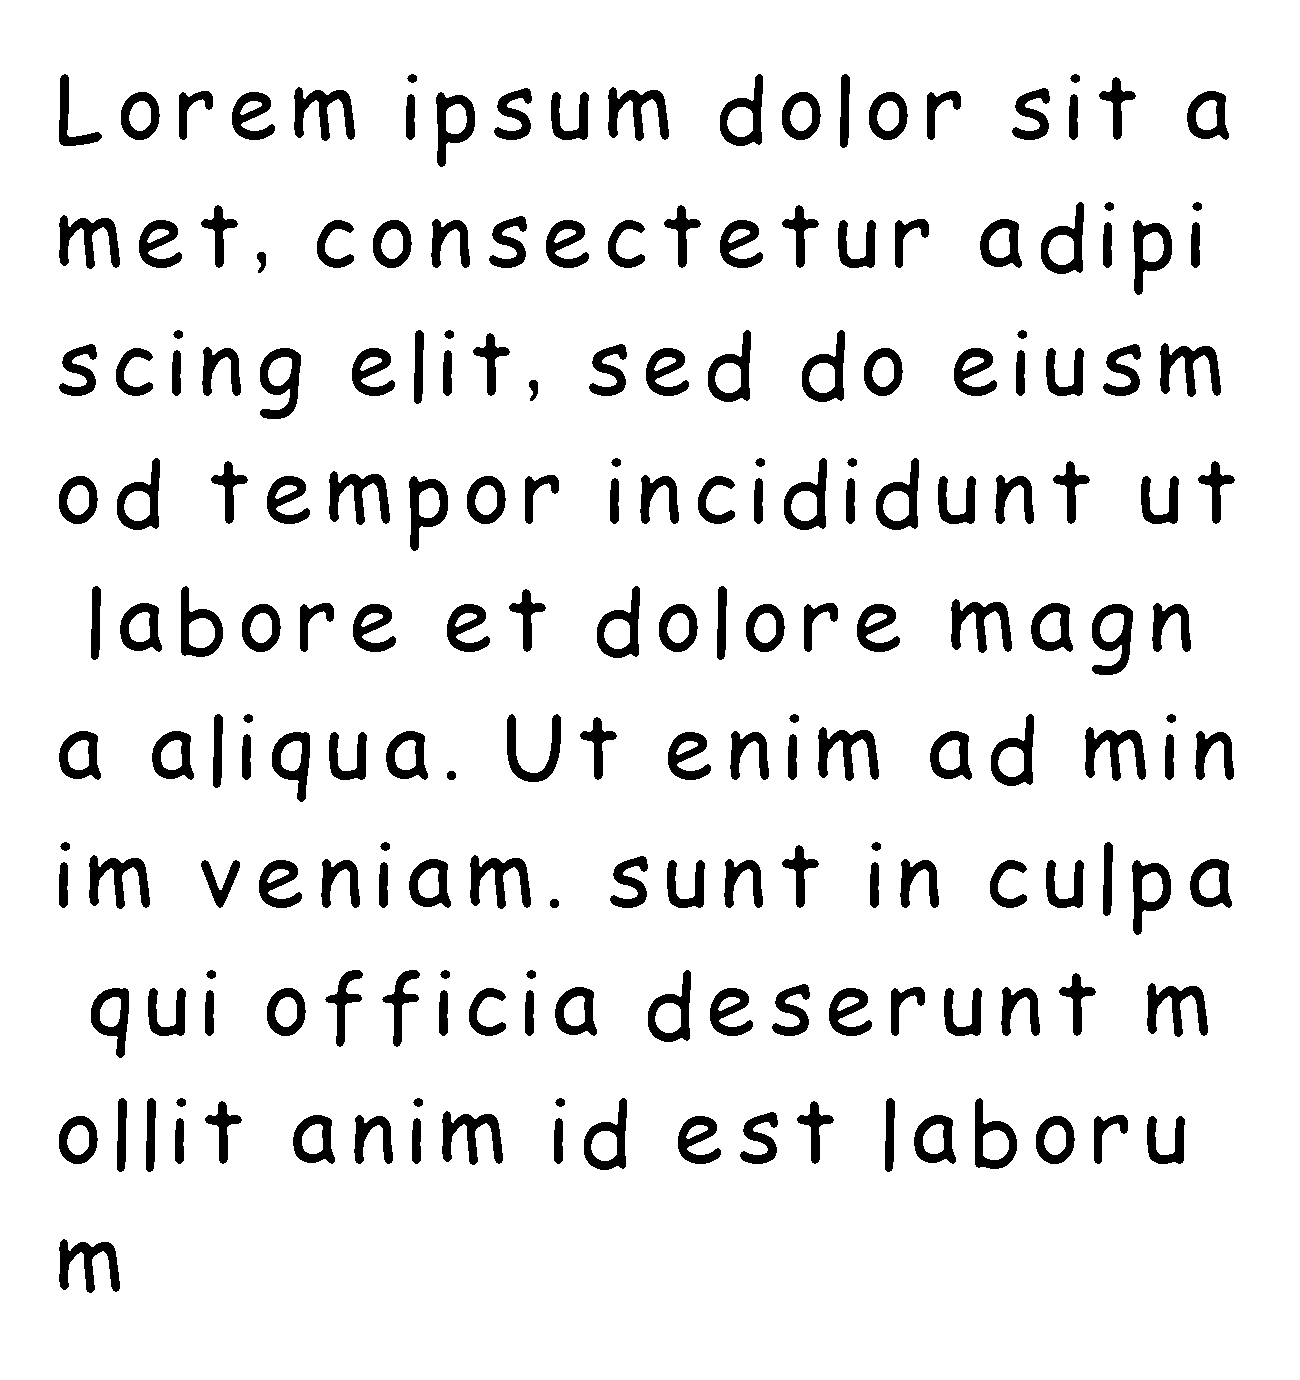 Lorem ipsum dolor sit a
met, consectetur adipi
scing elit, sed do eiusm
od tempor incididunt ut
 labore et dolore magn
a aliqua. Ut enim ad min
im veniam. sunt in culpa
 qui officia deserunt m
ollit anim id est laboru
m